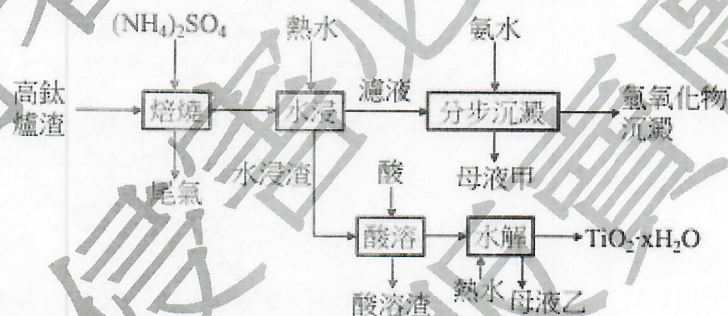 (NH₄)₂SO₄
熱水
氨水
高鈦
爐渣
焙燒
水浸
濾液
分步沉澱
氫氧化物
沉澱
尾氣
水浸渣
酸
母液甲
酸溶
水解
TiO₂·xH₂O
酸溶渣
熱水
母液乙